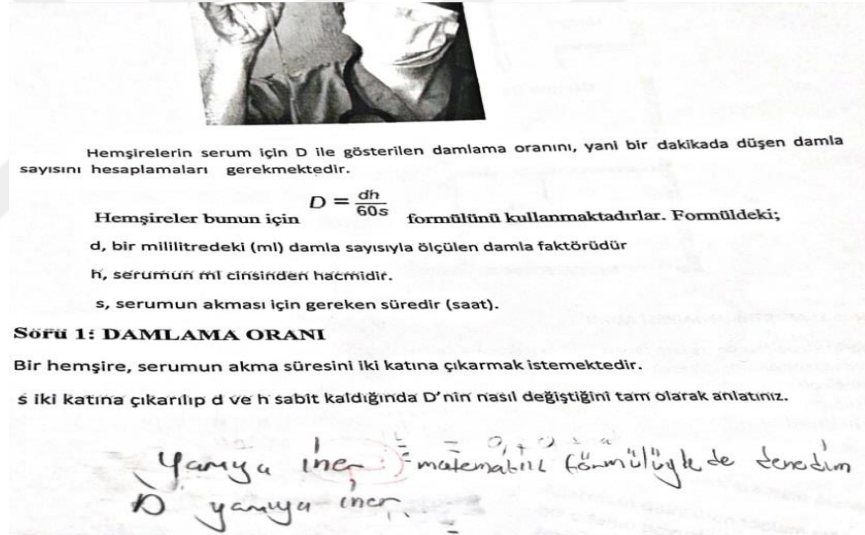 Hemşirelerin serum için D ile gösterilen damlama oranını, yani bir dakikada düşen damla
sayısını hesaplamaları gerekmektedir.
Hemşireler bunun için D = dh/60s formülünü kullanmaktadırlar. Formüldeki;
d, bir mililitredeki (ml) damla sayısıyla ölçülen damla faktörüdür
h, serumun ml cinsinden hacmidir.
s, serumun akması için gereken süredir (saat).
Soru 1: DAMLAMA ORANI
Bir hemşire, serumun akma süresini iki katına çıkarmak istemektedir.
s iki katına çıkarılıp d ve h sabit kaldığında D'nin nasıl değiştiğini tam olarak anlatınız.
Yarıya iner :) matematik formülüyle de denedim
D yarıya iner